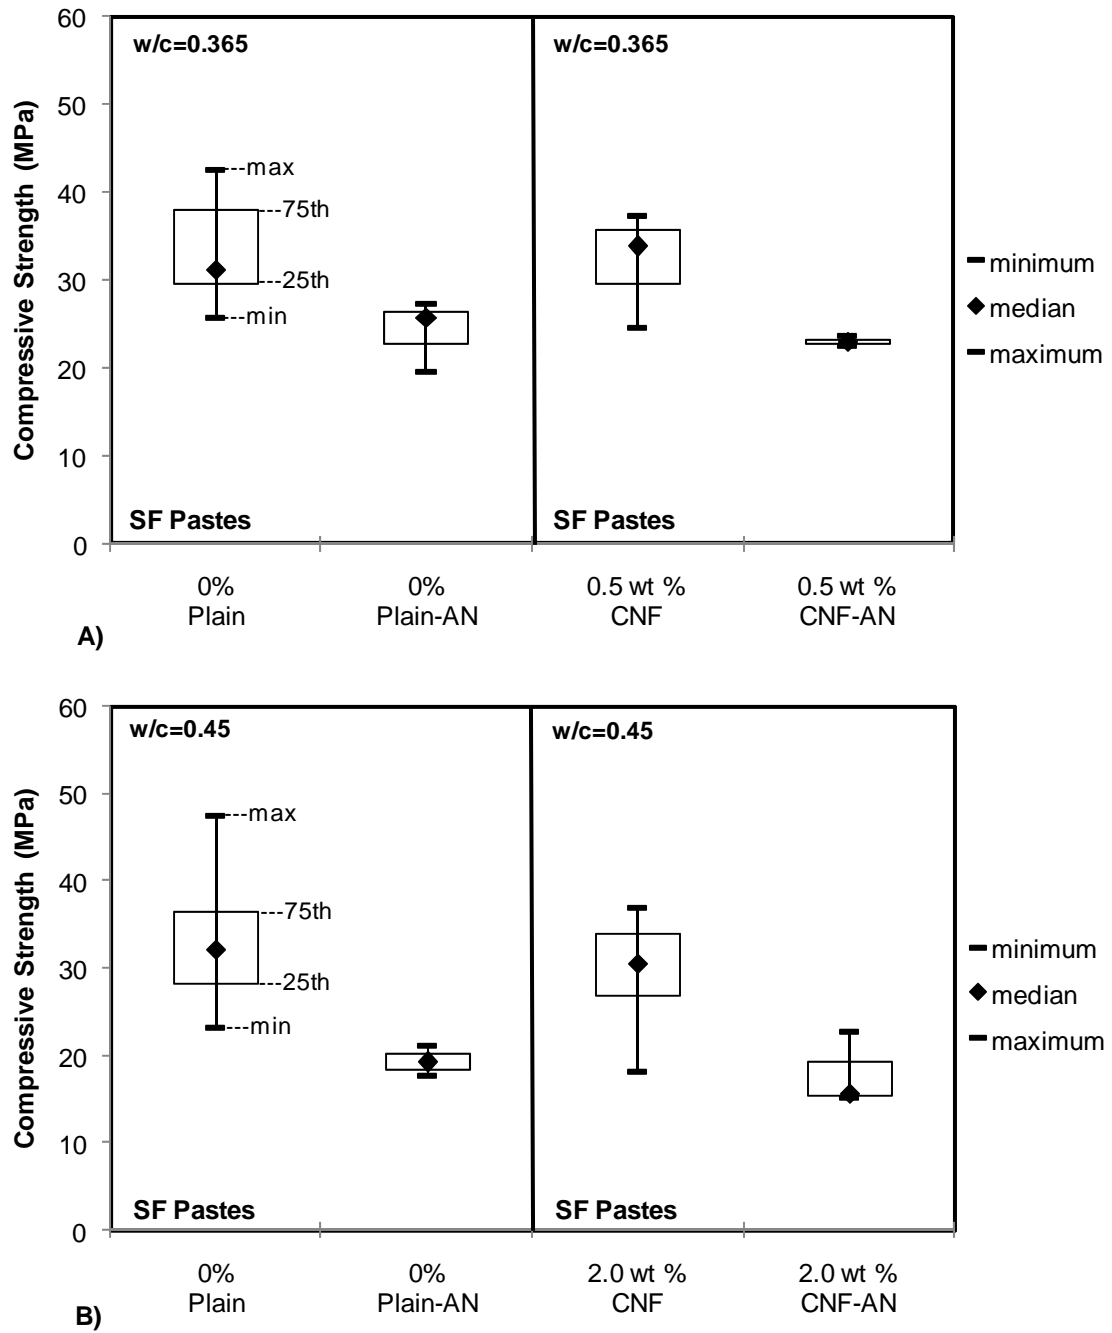 60
w/c=0.365
w/c=0.365
50
---max
40
---75th
30
---25th
---min
20
10
0
Compressive Strength (MPa)
minimum
median
maximum
SF Pastes
SF Pastes
0%
Plain
0%
Plain-AN
0.5 wt %
CNF
0.5 wt %
CNF-AN
A)
60
w/c=0.45
w/c=0.45
50
---max
40
---75th
30
---25th
---min
20
10
0
Compressive Strength (MPa)
minimum
median
maximum
SF Pastes
SF Pastes
0%
Plain
0%
Plain-AN
2.0 wt %
CNF
2.0 wt %
CNF-AN
B)